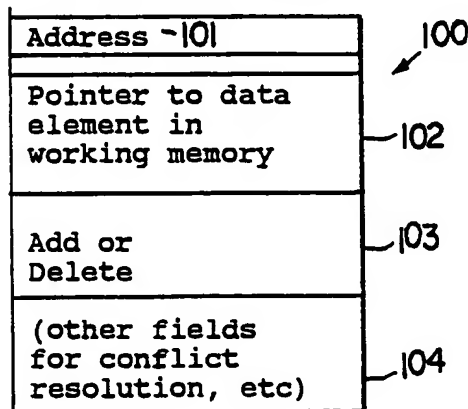 Address -101
100
Pointer to data
element in
working memory
102
Add or
Delete
103
(other fields
for conflict
resolution, etc)
104